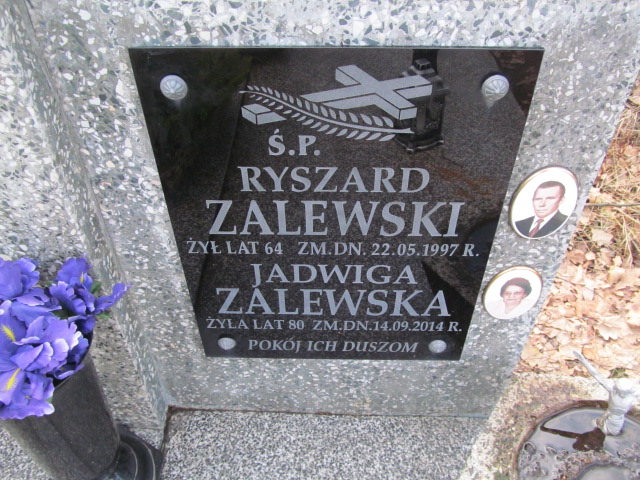 Ś.P.
RYSZARD
ZALEWSKI
ŻYŁ LAT 64 ZM.DN. 22.05.1997 R.
JADWIGA
ZALEWSKA
ŻYŁA LAT 80 ZM.DN.14.09.2014 R.
POKÓJ ICH DUSZOM